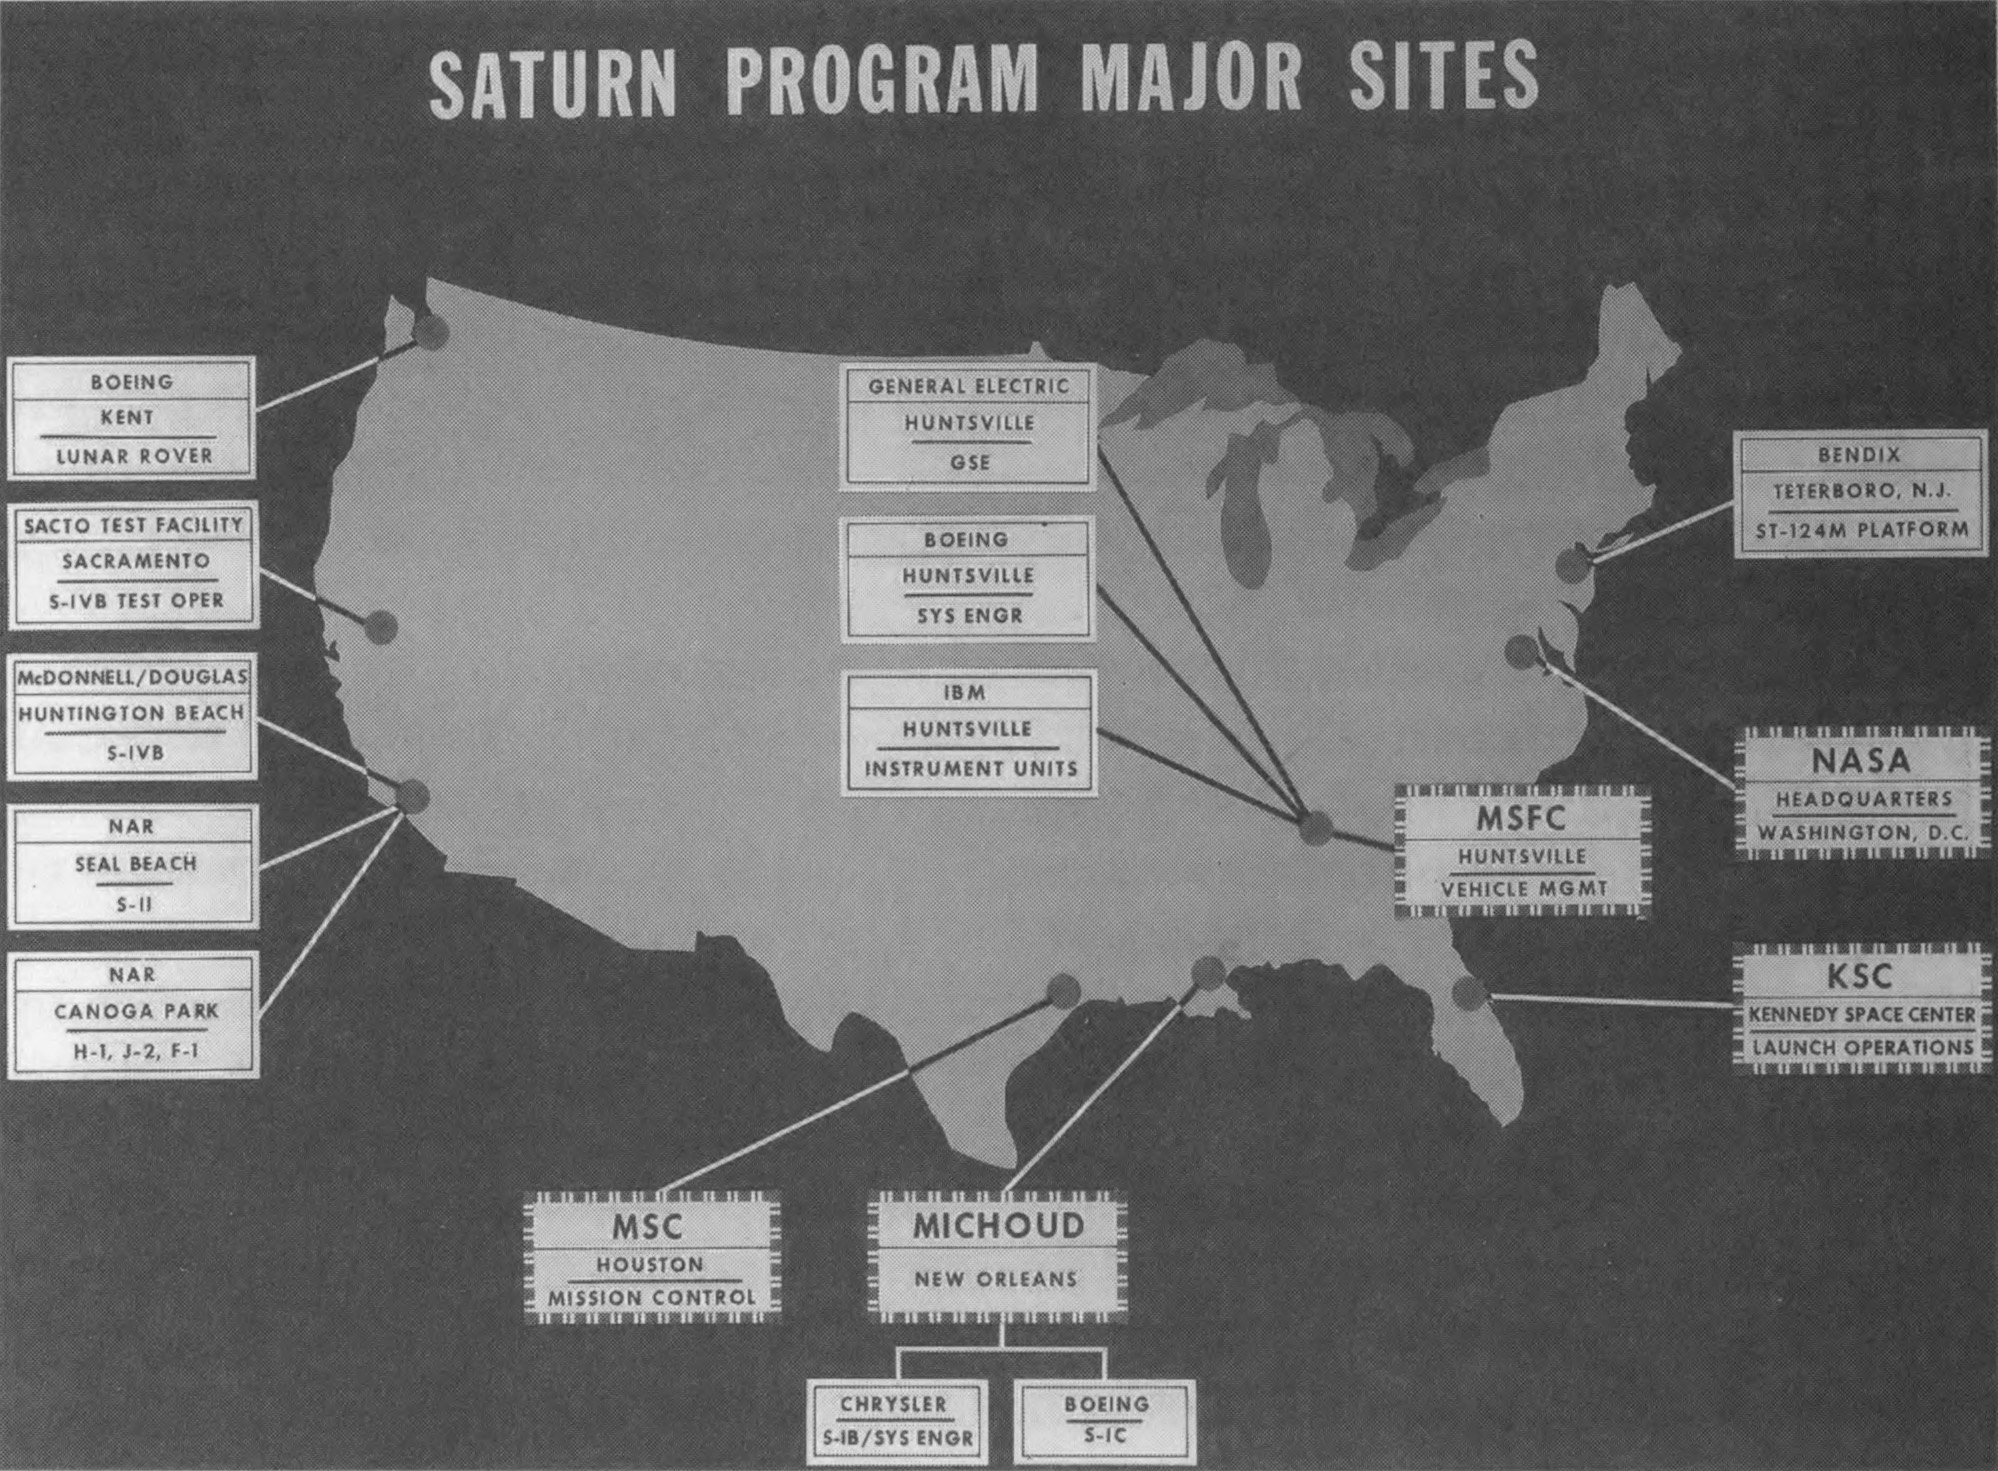 SATURN PROGRAM MAJOR SITES
BOEING
KENT
LUNAR ROVER
SACTO TEST FACILITY
SACRAMENTO
S-IVB TEST OPER
McDONNELL/DOUGLAS
HUNTINGTON BEACH
S-IVB
NAR
SEAL BEACH
S-II
NAR
CANOGA PARK
H-1, J-2, F-1
GENERAL ELECTRIC
HUNTSVILLE
GSE
BOEING
HUNTSVILLE
SYS ENGR
IBM
HUNTSVILLE
INSTRUMENT UNITS
BENDIX
TETERBORO, N.J.
ST-124M PLATFORM
NASA
HEADQUARTERS
WASHINGTON, D.C.
MSFC
HUNTSVILLE
VEHICLE MGMT
KSC
KENNEDY SPACE CENTER
LAUNCH OPERATIONS
MSC
HOUSTON
MISSION CONTROL
MICHOUD
NEW ORLEANS
CHRYSLER
S-IB/SYS ENGR
BOEING
S-IC